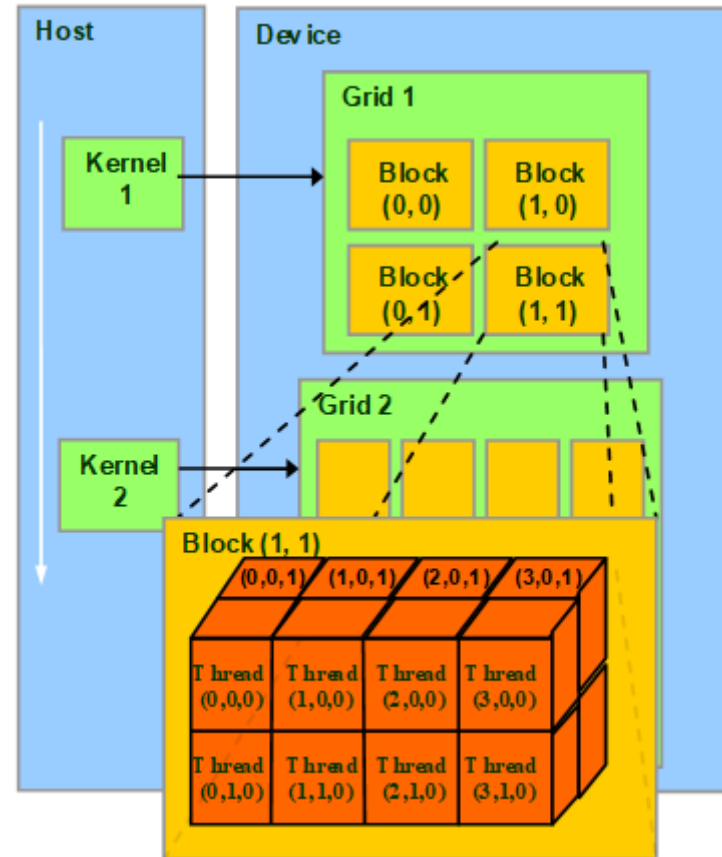 Host
Device
Grid 1
Kernel
1
Block
(0, 0)
Block
(1, 0)
Block
(0, 1)
Block
(1, 1)
Grid 2
Kernel
2
Block (1, 1)
(0,0,1) (1,0,1) (2,0,1) (3,0,1)
Thread
(0,0,0)
Thread
(1,0,0)
Thread
(2,0,0)
Thread
(3,0,0)
Thread
(0,1,0)
Thread
(1,1,0)
Thread
(2,1,0)
Thread
(3,1,0)